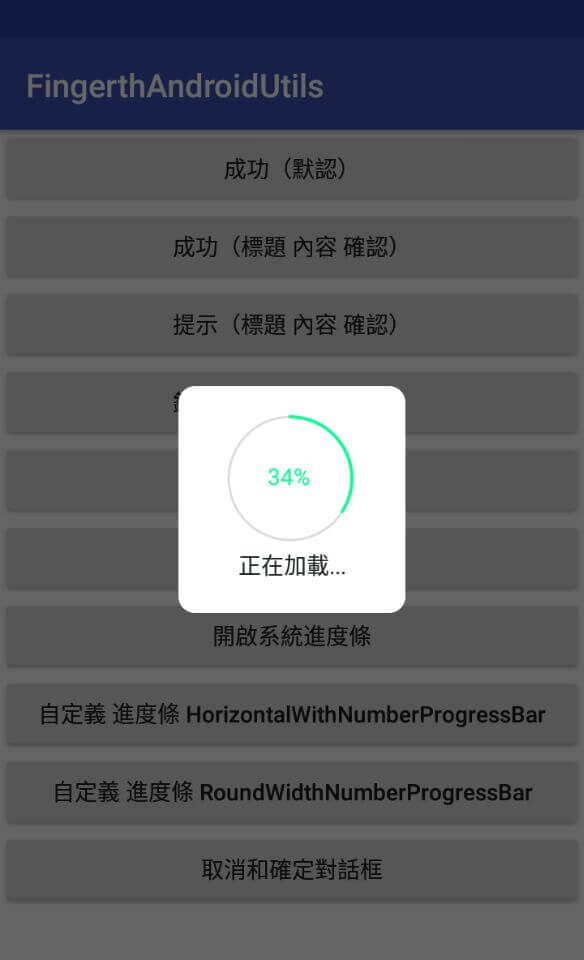 FingerthAndroidUtils
成功（默認）
成功（標題 內容 確認）
提示（標題 內容 確認）
34%
正在加載...
開啟系統進度條
自定義 進度條 HorizontalWithNumberProgressBar
自定義 進度條 RoundWidthNumberProgressBar
取消和確定對話框